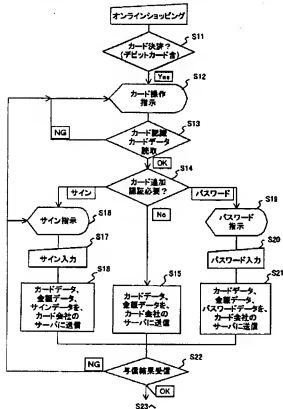 オンラインショッピング
S11
カード決済?
(デビットカード含)
Yes
S12
カード操作
指示
S13
NG
カード認識
カードデータ
読取
OK
S14
カード追加
認証必要?
サイン
パスワード
No
S16
サイン指示
S19
パスワード
指示
S17
サイン入力
S20
パスワード入力
S18
カードデータ、
金額データ、
サインデータを、
カード会社の
サーバに送信
S15
カードデータ、
金額データを、
カード会社の
サーバに送信
S21
カードデータ、
金額データ、
パスワードデータを、
カード会社の
サーバに送信
S22
NG
与信結果受信
OK
S23へ